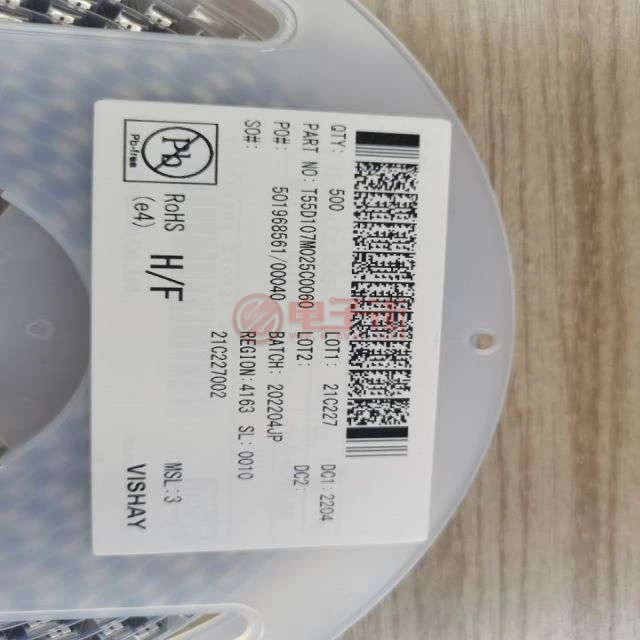 QTY: 500 LOT1: 21C227 DC1: 2204
PART NO: T55D107M025C0060 LOT2: DC2:
PO#: 501968561/00040 BATCH: 202204JP
SO#: REGION:4163 SL: 0010
21C227002
Pb
Pb-free
RoHS
(e4)
H/F
MSL:3
VISHAY